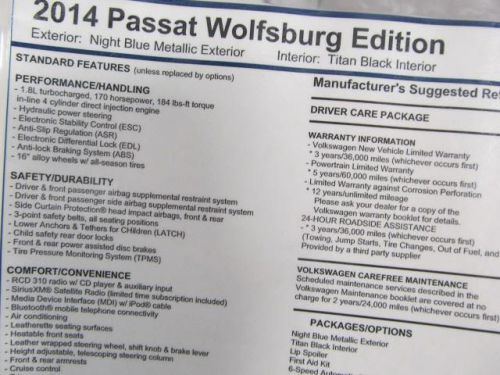 2014 Passat Wolfsburg Edition
Exterior: Night Blue Metallic Exterior Interior: Titan Black Interior
STANDARD FEATURES (unless replaced by options)
PERFORMANCE/HANDLING
- 1.8L turbocharged, 170 horsepower, 184 lbs-ft torque
in-line 4 cylinder direct injection engine
- Hydraulic power steering
- Electronic Stability Control (ESC)
- Anti-Slip Regulation (ASR)
- Electronic Differential Lock (EDL)
- Anti-lock Braking System (ABS)
- 16" alloy wheels w/ all-season tires
SAFETY/DURABILITY
- Driver & front passenger airbag supplemental restraint system
- Driver & front passenger side airbag supplemental restraint system
- Side Curtain Protection® head impact airbags, front & rear
- 3-point safety belts, all seating positions
- Lower Anchors & Tethers for CHildren (LATCH)
- Child safety rear door locks
- Front & rear power assisted disc brakes
- Tire Pressure Monitoring System (TPMS)
COMFORT/CONVENIENCE
- RCD 310 radio w/ CD player & auxiliary input
- SiriusXM® Satellite Radio (limited time subscription included)
- Media Device Interface (MDI) w/ iPod® cable
- Bluetooth® mobile telephone connectivity
- Air conditioning
- Leatherette seating surfaces
- Heatable front seats
- Leather wrapped steering wheel, shift knob & brake lever
- Height adjustable, telescoping steering column
- Front & rear armrests
- Cruise control
Manufacturer's Suggested Ret
DRIVER CARE PACKAGE
WARRANTY INFORMATION
- Volkswagen New Vehicle Limited Warranty
* 3 years/36,000 miles (whichever occurs first)
- Powertrain Limited Warranty
* 5 years/60,000 miles (whichever occurs first)
- Limited Warranty against Corrosion Perforation
* 12 years/unlimited mileage
Please ask your dealer for a copy of the
Volkswagen warranty booklet for details.
24-HOUR ROADSIDE ASSISTANCE
* 3 years/36,000 miles (whichever occurs first)
(Towing, Jump Starts, Tire Changes, Out of Fuel, and
Provided by a third party supplier
VOLKSWAGEN CAREFREE MAINTENANCE
Scheduled maintenance services described in the
Volkswagen Maintenance booklet are covered at no
charge for 2 years/24,000 miles (whichever occurs
PACKAGES/OPTIONS
Night Blue Metallic Exterior
Titan Black Interior
Lip Spoiler
First Aid Kit
6-Speed Automatic